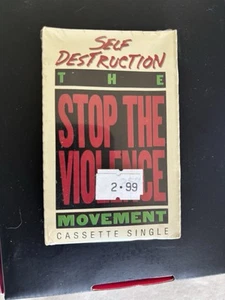 SELF
DESTRUCTION
THE
STOP THE
VIOLENCE
2.99
MOVEMENT
CASSETTE SINGLE